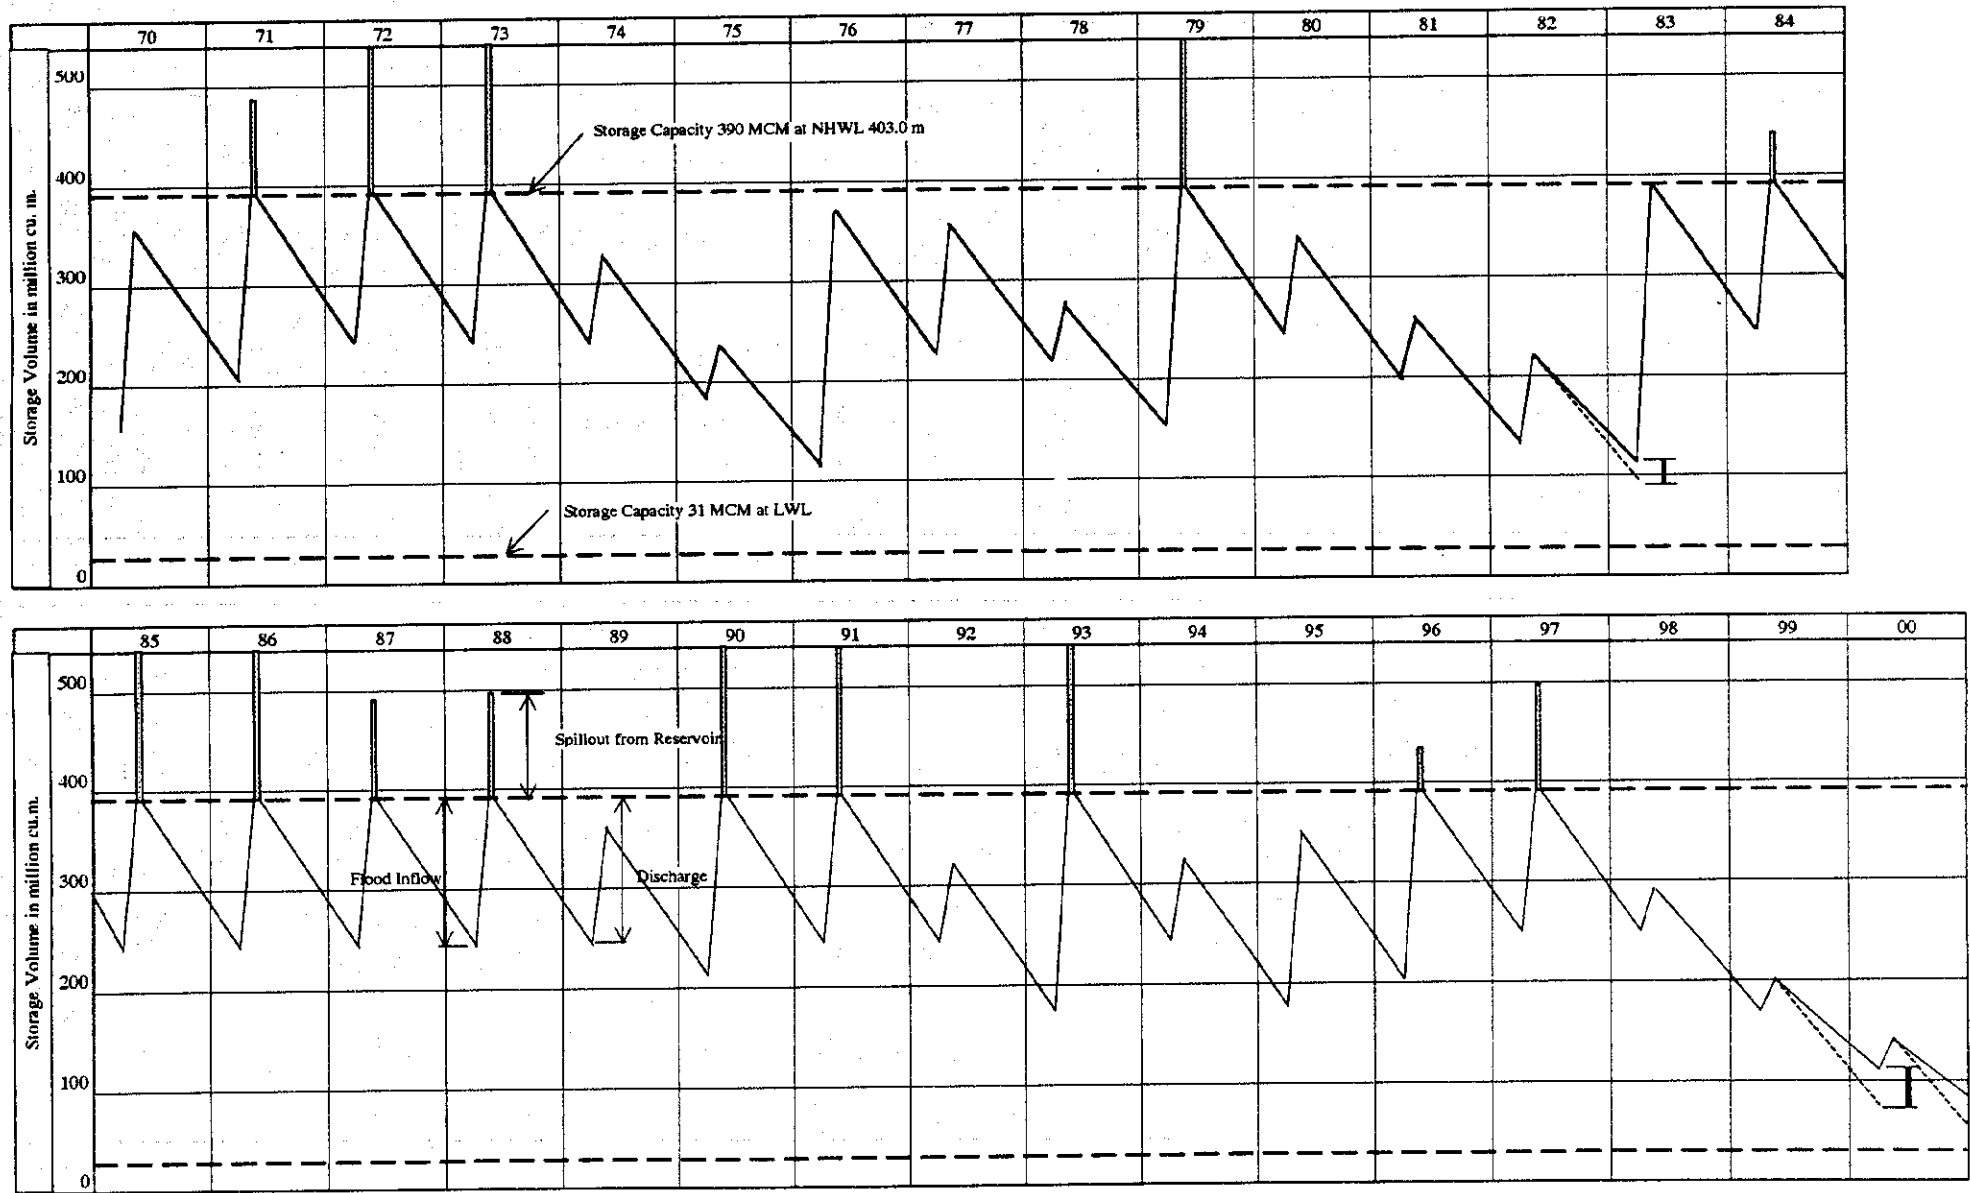 70 71 72 73 74 75 76 77 78 79 80 81 82 83 84
500
Storage Capacity 390 MCM at NHWL 403.0 m
400
300
200
100
Storage Capacity 31 MCM at LWL
0
Storage Volume in million cu. m.
85 86 87 88 89 90 91 92 93 94 95 96 97 98 99 00
500
Spillout from Reservoir
400
300
Flood Inflow
Discharge
200
100
0
Storage Volume in million cu.m.